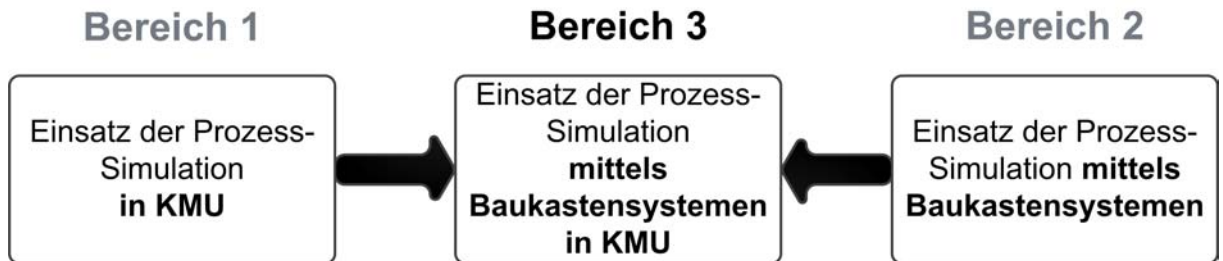 Bereich 1
Einsatz der Prozess-
Simulation
in KMU
Bereich 3
Einsatz der Prozess-
Simulation
mittels
Baukastensystemen
in KMU
Bereich 2
Einsatz der Prozess-
Simulation mittels
Baukastensystemen